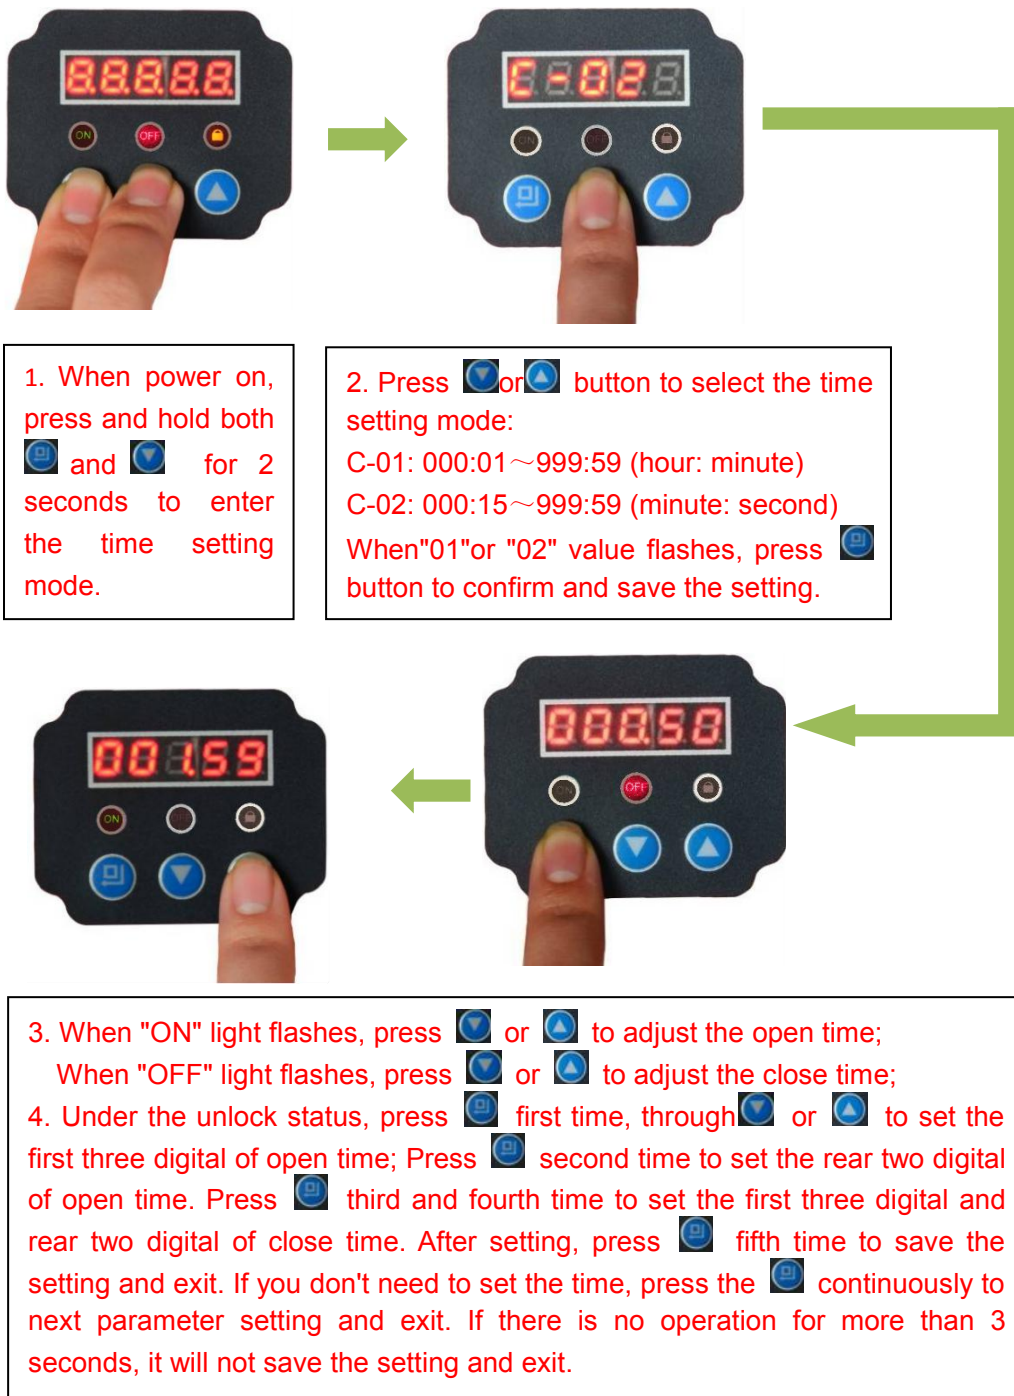 88888
ON OFF
C-02
OFF
1. When power on,
press and hold both
and for 2
seconds to enter
the time setting
mode.
2. Press or button to select the time
setting mode:
C-01: 000:01～999:59 (hour: minute)
C-02: 000:15～999:59 (minute: second)
When"01"or "02" value flashes, press
button to confirm and save the setting.
001.59
ON
000.50
ON OFF
3. When "ON" light flashes, press or to adjust the open time;
When "OFF" light flashes, press or to adjust the close time;
4. Under the unlock status, press first time, through or to set the
first three digital of open time; Press second time to set the rear two digital
of open time. Press third and fourth time to set the first three digital and
rear two digital of close time. After setting, press fifth time to save the
setting and exit. If you don't need to set the time, press the continuously to
next parameter setting and exit. If there is no operation for more than 3
seconds, it will not save the setting and exit.